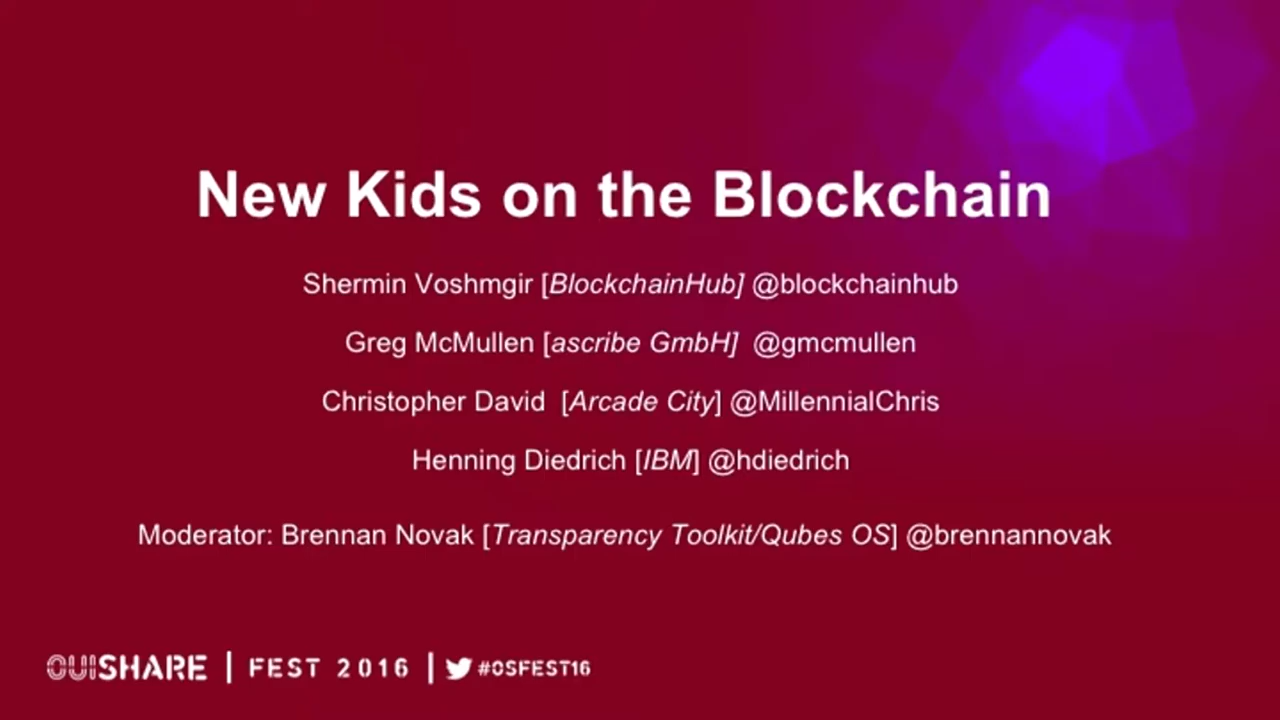 New Kids on the Blockchain
Shermin Voshmgir [BlockchainHub] @blockchainhub
Greg McMullen [ascribe GmbH] @gmcmullen
Christopher David [Arcade City] @MillennialChris
Henning Diedrich [IBM] @hdiedrich
Moderator: Brennan Novak [Transparency Toolkit/Qubes OS] @brennannovak
OUISHARE | FEST 2016 | #OSFEST16